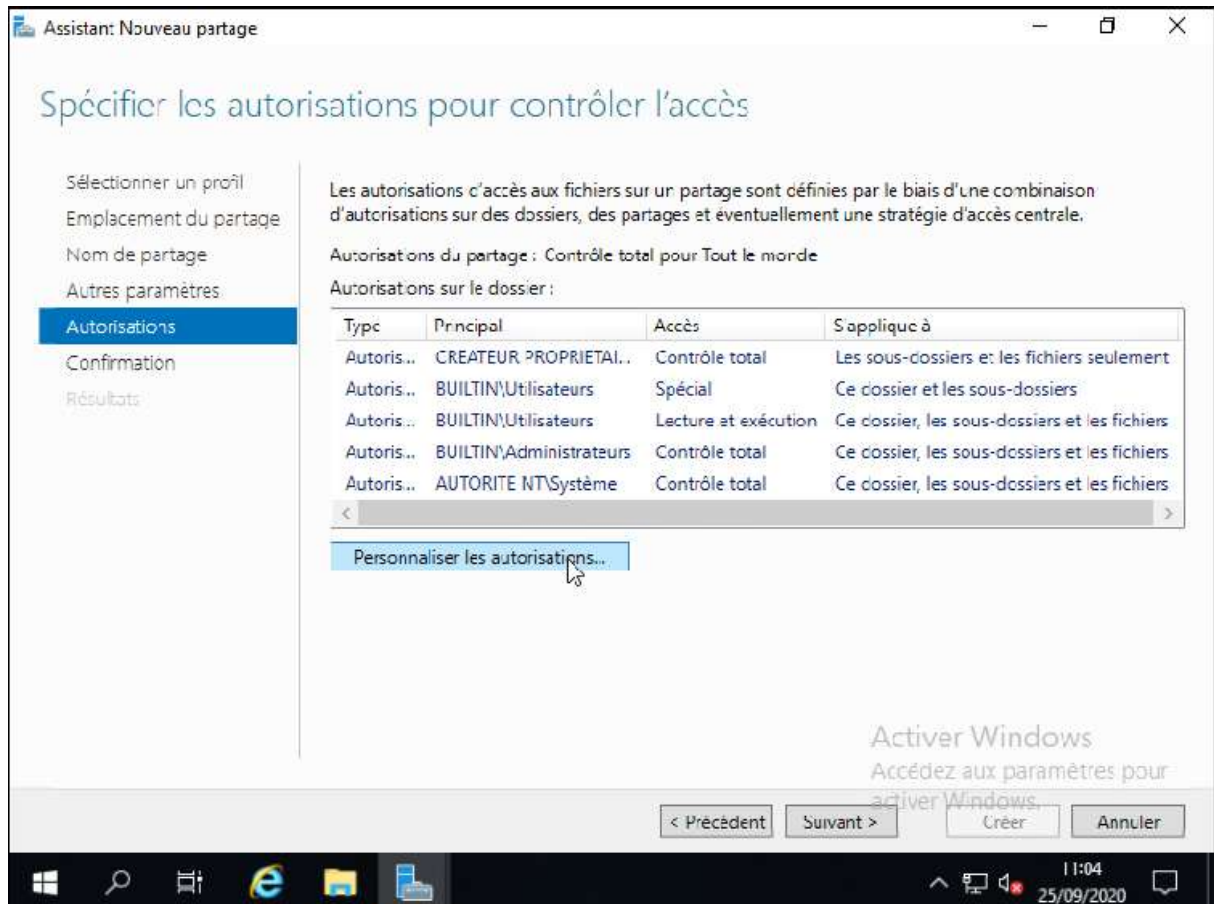 Assistant Nouveau partage
Spécifier les autorisations pour contrôler l'accès
Sélectionner un profil
Emplacement du partage
Nom de partage
Autres paramètres
Autorisations
Confirmation
Résultats
Les autorisations d'accès aux fichiers sur un partage sont définies par le biais d'une combinaison
d'autorisations sur des dossiers, des partages et éventuellement une stratégie d'accès centrale.
Autorisations du partage : Contrôle total pour Tout le monde
Autorisations sur le dossier :
Type Principal Accès S'applique à
Autoris... CREATEUR PROPRIETAI... Contrôle total Les sous-dossiers et les fichiers seulement
Autoris... BUILTIN\Utilisateurs Spécial Ce dossier et les sous-dossiers
Autoris... BUILTIN\Utilisateurs Lecture et exécution Ce dossier, les sous-dossiers et les fichiers
Autoris... BUILTIN\Administrateurs Contrôle total Ce dossier, les sous-dossiers et les fichiers
Autoris... AUTORITE NT\Système Contrôle total Ce dossier, les sous-dossiers et les fichiers
Personnaliser les autorisations...
Activer Windows
Accédez aux paramètres pour
activer Windows.
< Précédent Suivant > Créer Annuler
11:04
25/09/2020